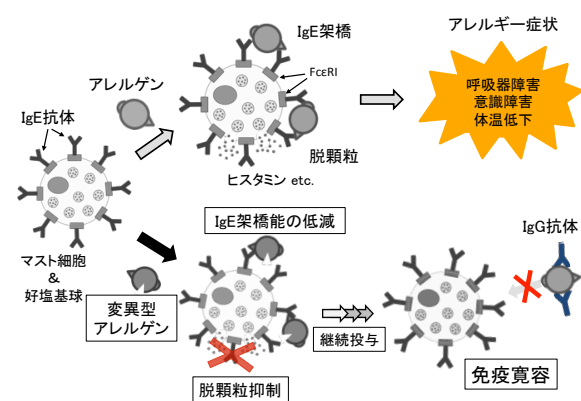 アレルギー症状
IgE架橋
FcεRI
アレルゲン
呼吸器障害
意識障害
体温低下
IgE抗体
脱顆粒
ヒスタミン etc.
IgE架橋能の低減
IgG抗体
マスト細胞
&
好塩基球
変異型
アレルゲン
継続投与
免疫寛容
脱顆粒抑制